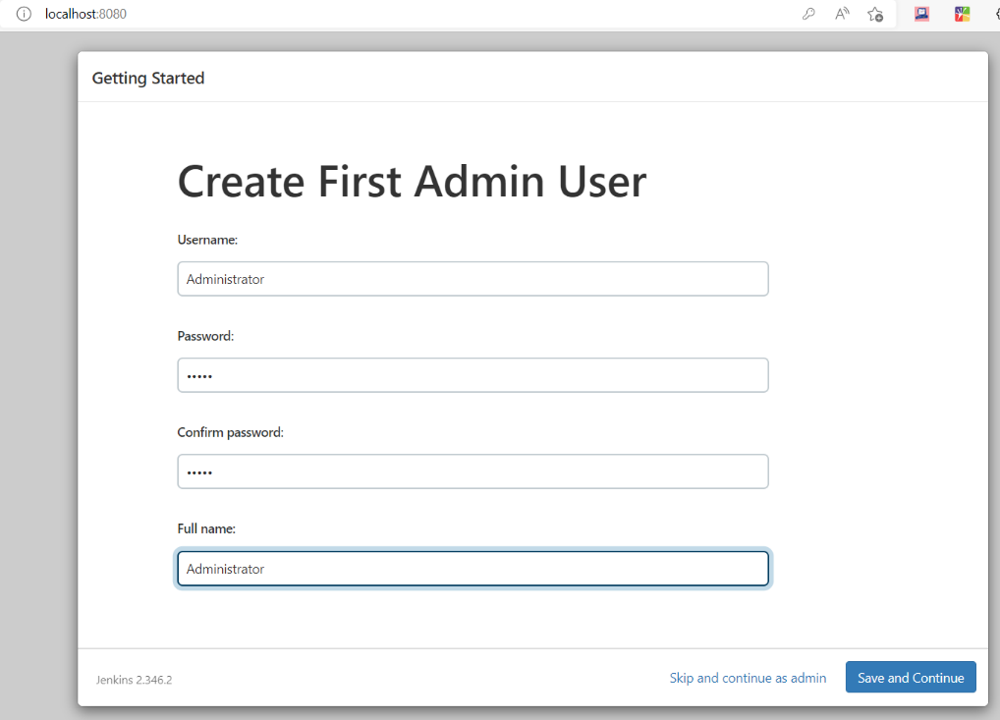 localhost:8080
Getting Started
Create First Admin User
Username:
Administrator
Password:
•••••
Confirm password:
•••••
Full name:
Administrator
Jenkins 2.346.2
Skip and continue as admin
Save and Continue